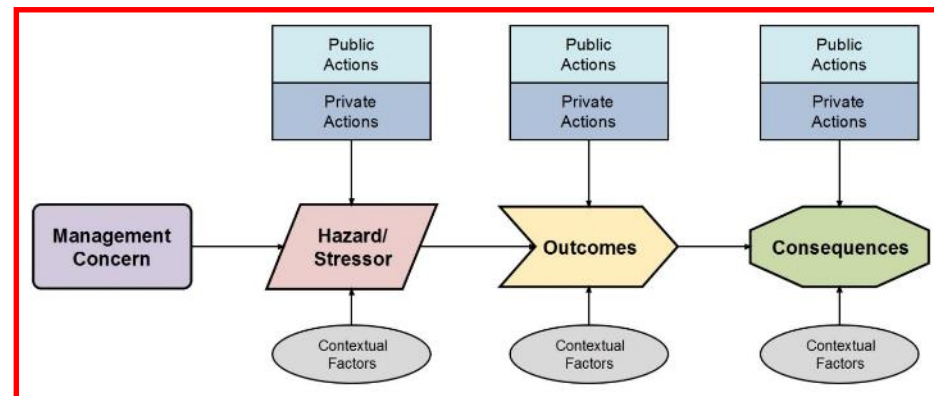 Public
Actions
Private
Actions
Public
Actions
Private
Actions
Public
Actions
Private
Actions
Management
Concern
Hazard/
Stressor
Outcomes
Consequences
Contextual
Factors
Contextual
Factors
Contextual
Factors